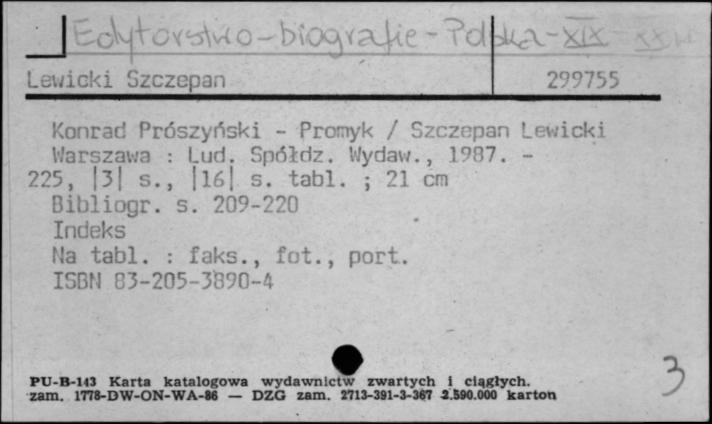 Edytorstwo - biografie - Polska - XIX - XX w
Lewicki Szczepan 299755
Konrad Prószyński - Promyk / Szczepan Lewicki
Warszawa : Lud. Spółdz. Wydaw., 1987. -
225, |3| s., |16| s. tabl. ; 21 cm
Bibliogr. s. 209-220
Indeks
Na tabl. : faks., fot., port.
ISBN 83-205-3890-4
3
PU-B-143 Karta katalogowa wydawnictw zwartych i ciągłych.
zam. 1778-DW-ON-WA-86 — DZG zam. 2713-391-3-367 2.590.000 karton